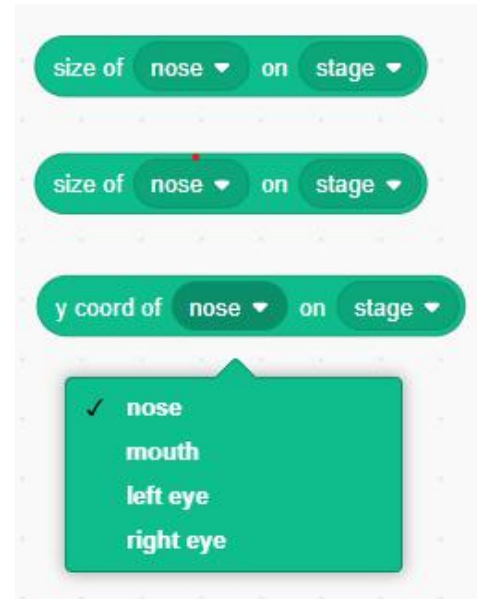 size of nose on stage
size of nose on stage
y coord of nose on stage
✓ nose
mouth
left eye
right eye